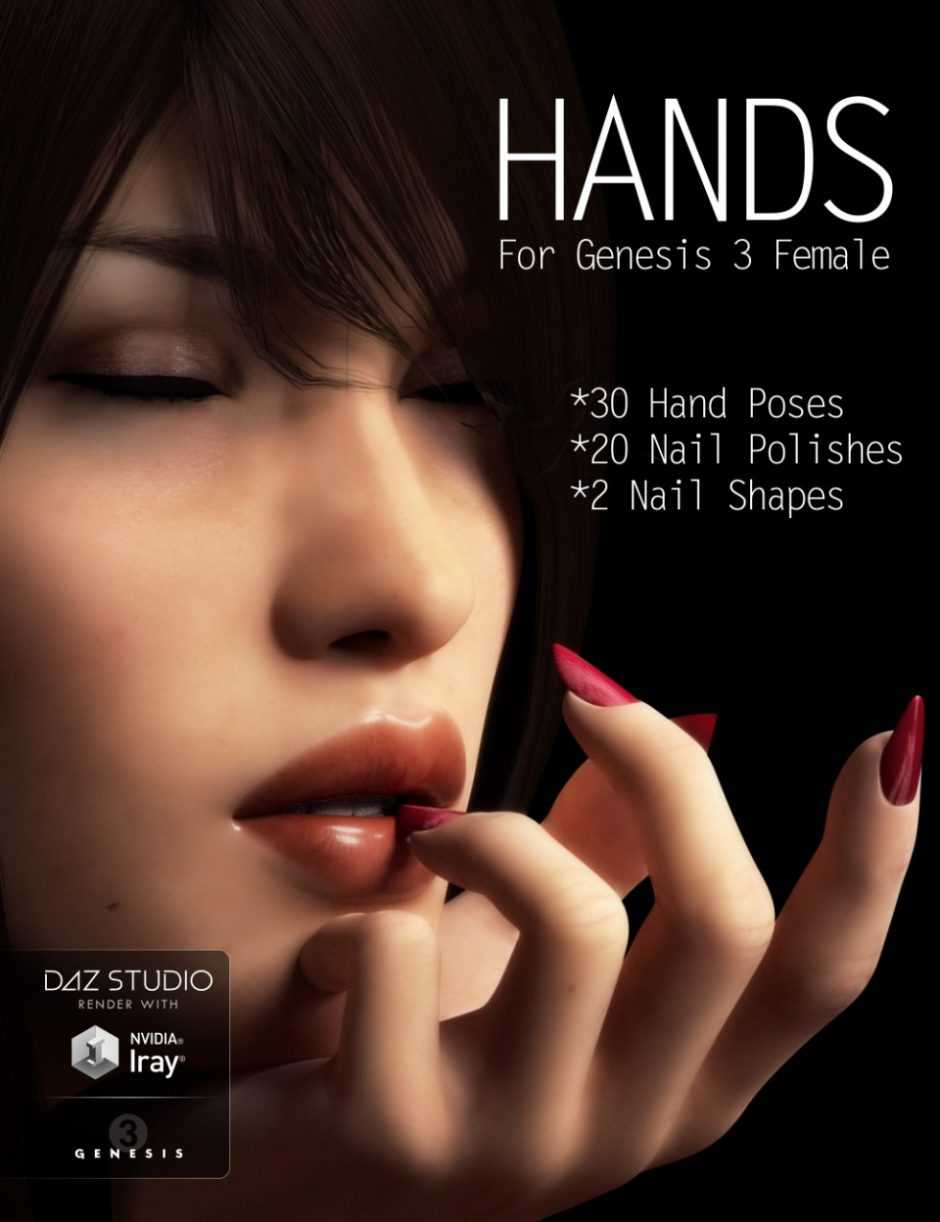 HANDS
For Genesis 3 Female
*30 Hand Poses
*20 Nail Polishes
*2 Nail Shapes
DAZ STUDIO
RENDER WITH
NVIDIA®
Iray®
3
GENESIS